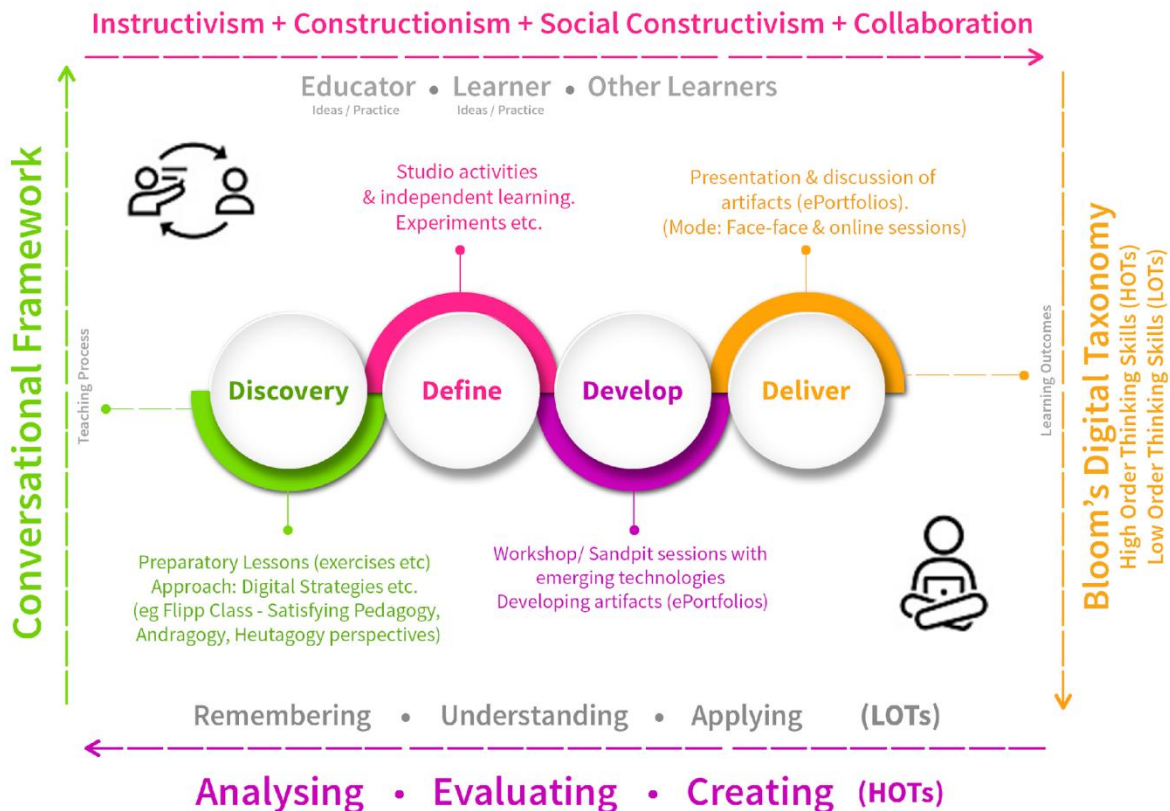 Instructivism + Constructionism + Social Constructivism + Collaboration
Educator • Learner • Other Learners
Ideas / Practice
Ideas / Practice
Conversational Framework
Teaching Process
Studio activities
& independent learning.
Experiments etc.
Presentation & discussion of
artifacts (ePortfolios).
(Mode: Face-face & online sessions)
Discovery
Define
Develop
Deliver
Preparatory Lessons (exercises etc)
Approach: Digital Strategies etc.
(eg Flipp Class - Satisfying Pedagogy,
Andragogy, Heutagogy perspectives)
Workshop/ Sandpit sessions with
emerging technologies
Developing artifacts (ePortfolios)
Learning Outcomes
Bloom's Digital Taxonomy
High Order Thinking Skills (HOTs)
Low Order Thinking Skills (LOTs)
Remembering • Understanding • Applying (LOTs)
Analysing • Evaluating • Creating (HOTs)